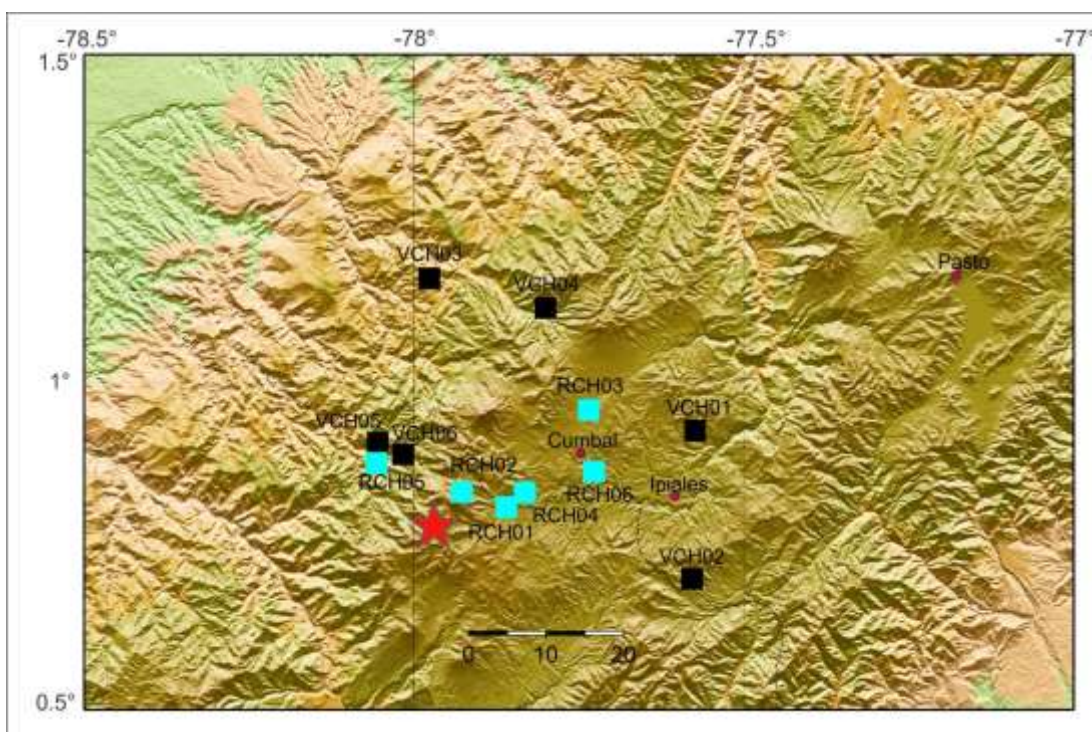 -78.5°
-78°
-77.5°
-77°
1.5°
VCH03
Pasto
VCH04
1°
RCH03
VCH01
VCH05
VCH06
Cumbal
RCH02
RCH05
RCH06
Ipiales
RCH04
RCH01
VCH02
0
10
20
0.5°